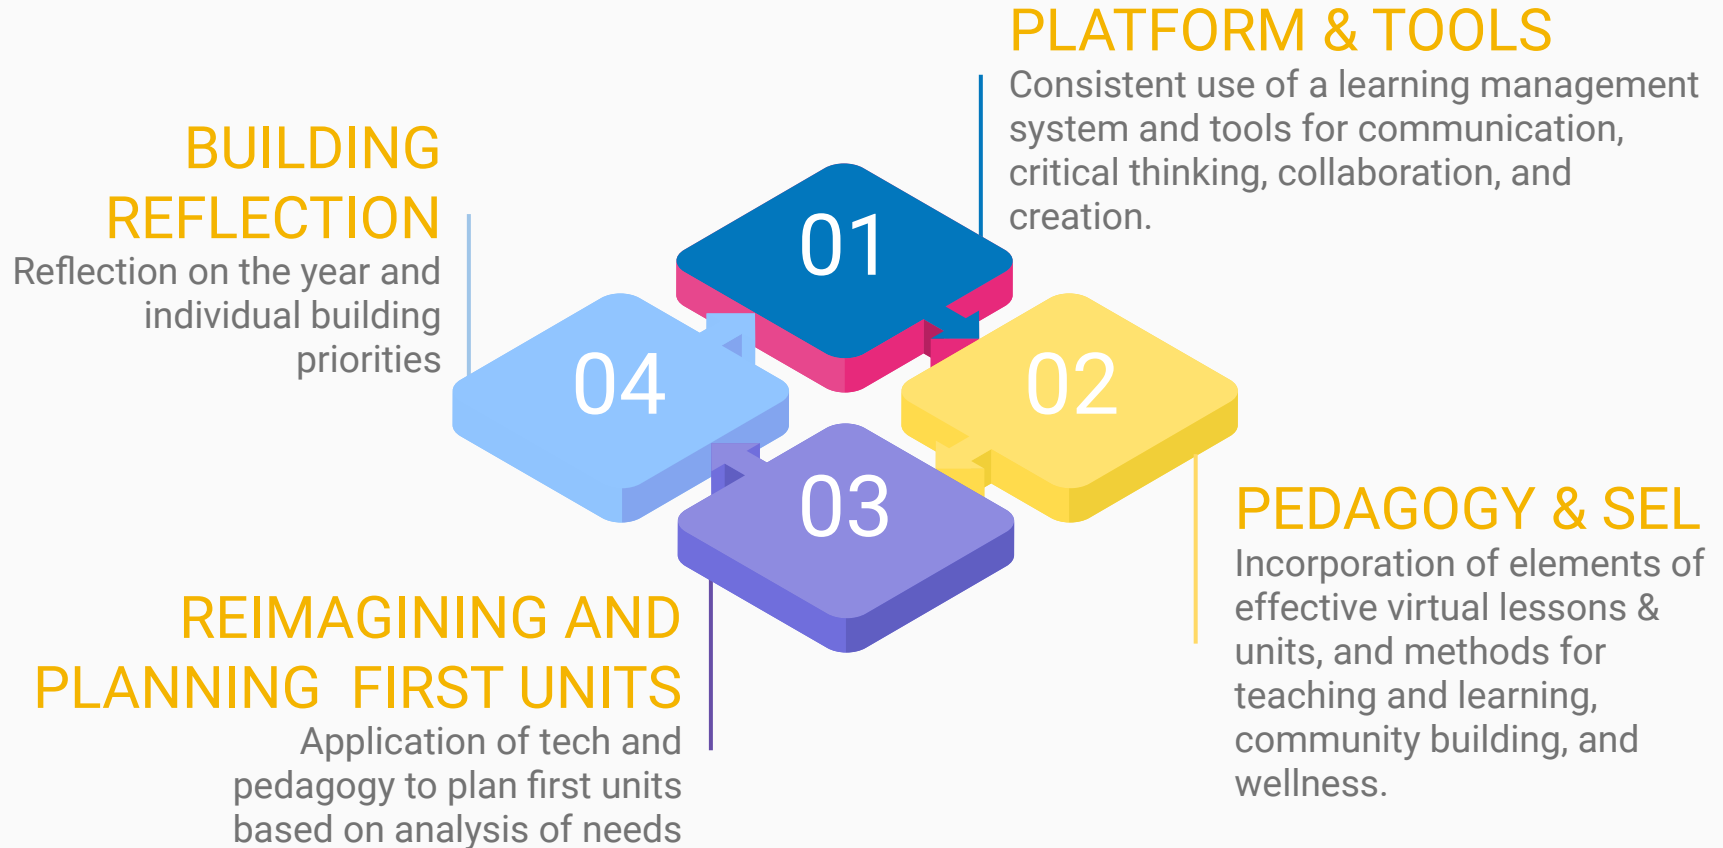 PLATFORM & TOOLS
Consistent use of a learning management
system and tools for communication,
critical thinking, collaboration, and
creation.
BUILDING
REFLECTION
Reflection on the year and
individual building
priorities
01
04
02
03
PEDAGOGY & SEL
Incorporation of elements of
effective virtual lessons &
units, and methods for
teaching and learning,
community building, and
wellness.
REIMAGINING AND
PLANNING  FIRST UNITS
Application of tech and
pedagogy to plan first units
based on analysis of needs